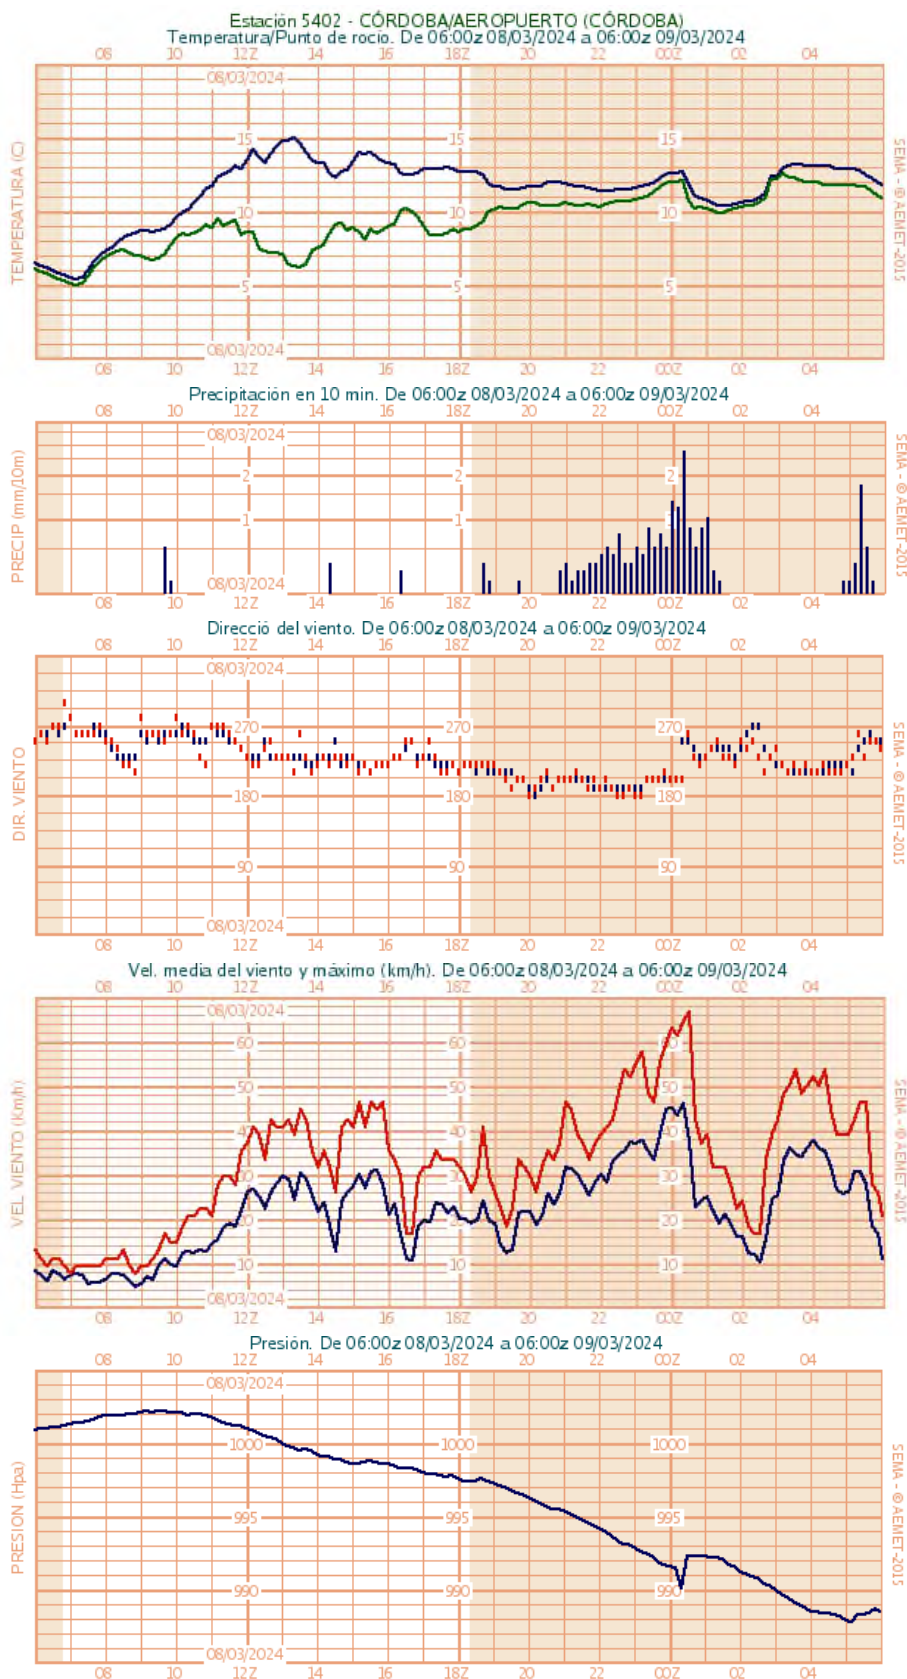 Estación 5402 - CÓRDOBA/AEROPUERTO (CÓRDOBA)
Temperatura/Punto de rocío. De 06:00z 08/03/2024 a 06:00z 09/03/2024
08 10 12Z 14 16 18Z 20 22 00Z 02 04
08/03/2024
15 15 15
10 10 10
5 5 5
TEMPERATURA (C)
SEMA - ©AEMET-2015
08/03/2024
08 10 12Z 14 16 18Z 20 22 00Z 02 04
Precipitación en 10 min. De 06:00z 08/03/2024 a 06:00z 09/03/2024
08 10 12Z 14 16 18Z 20 22 00Z 02 04
08/03/2024
2 2 2
1 1 1
PRECIP (mm/10m)
SEMA - ©AEMET-2015
08/03/2024
08 10 12Z 14 16 18Z 20 22 00Z 02 04
Direcció del viento. De 06:00z 08/03/2024 a 06:00z 09/03/2024
08 10 12Z 14 16 18Z 20 22 00Z 02 04
08/03/2024
270 270 270
180 180 180
90 90 90
DIR. VIENTO
SEMA - ©AEMET-2015
08/03/2024
08 10 12Z 14 16 18Z 20 22 00Z 02 04
Vel. media del viento y máximo (km/h). De 06:00z 08/03/2024 a 06:00z 09/03/2024
08 10 12Z 14 16 18Z 20 22 00Z 02 04
08/03/2024
60 60 60
50 50 50
40 40 40
30 30 30
20 20 20
10 10 10
VEL. VIENTO (km/h)
SEMA - ©AEMET-2015
08/03/2024
08 10 12Z 14 16 18Z 20 22 00Z 02 04
Presión. De 06:00z 08/03/2024 a 06:00z 09/03/2024
08 10 12Z 14 16 18Z 20 22 00Z 02 04
08/03/2024
1000 1000 1000
995 995 995
990 990 990
PRESION (Hpa)
SEMA - ©AEMET-2015
08/03/2024
08 10 12Z 14 16 18Z 20 22 00Z 02 04